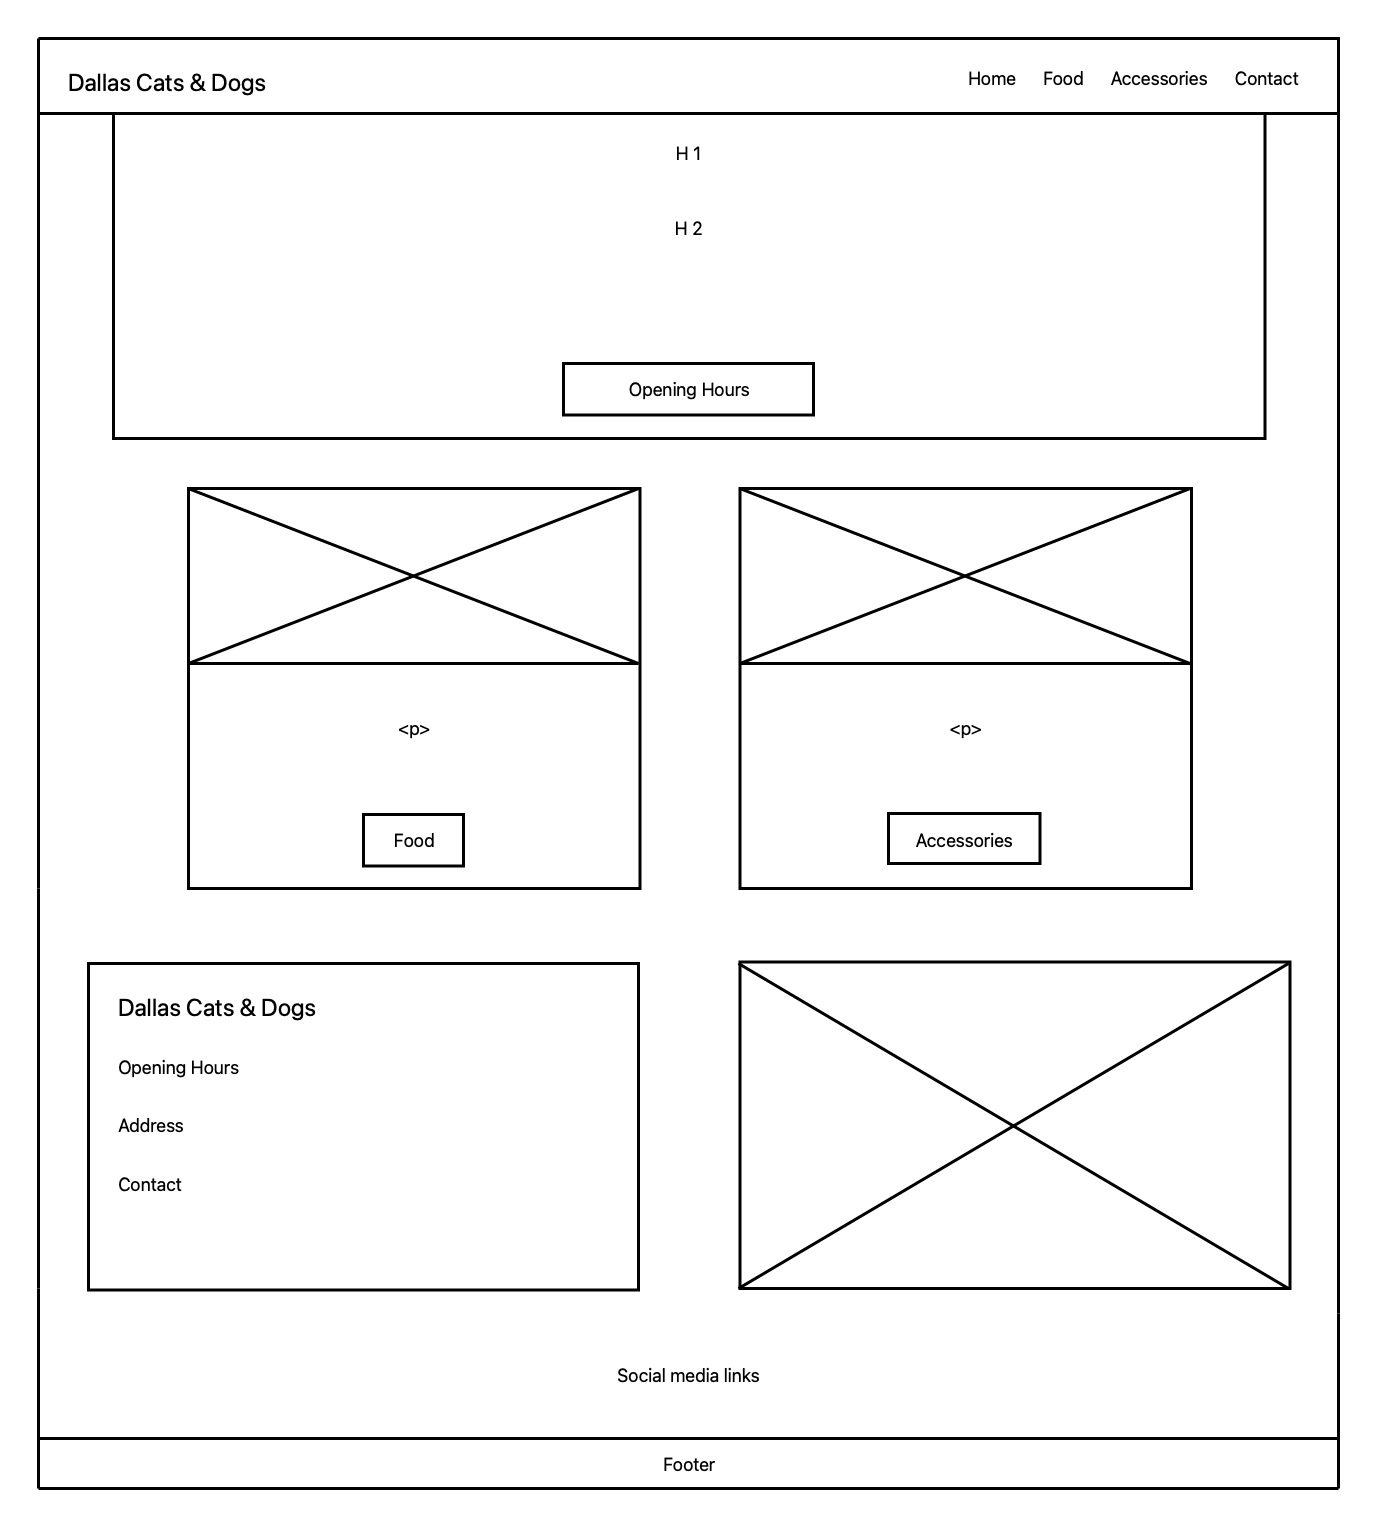 Dallas Cats & Dogs
Home Food Accessories Contact
H 1
H 2
Opening Hours
<p>
<p>
Food
Accessories
Dallas Cats & Dogs
Opening Hours
Address
Contact
Social media links
Footer